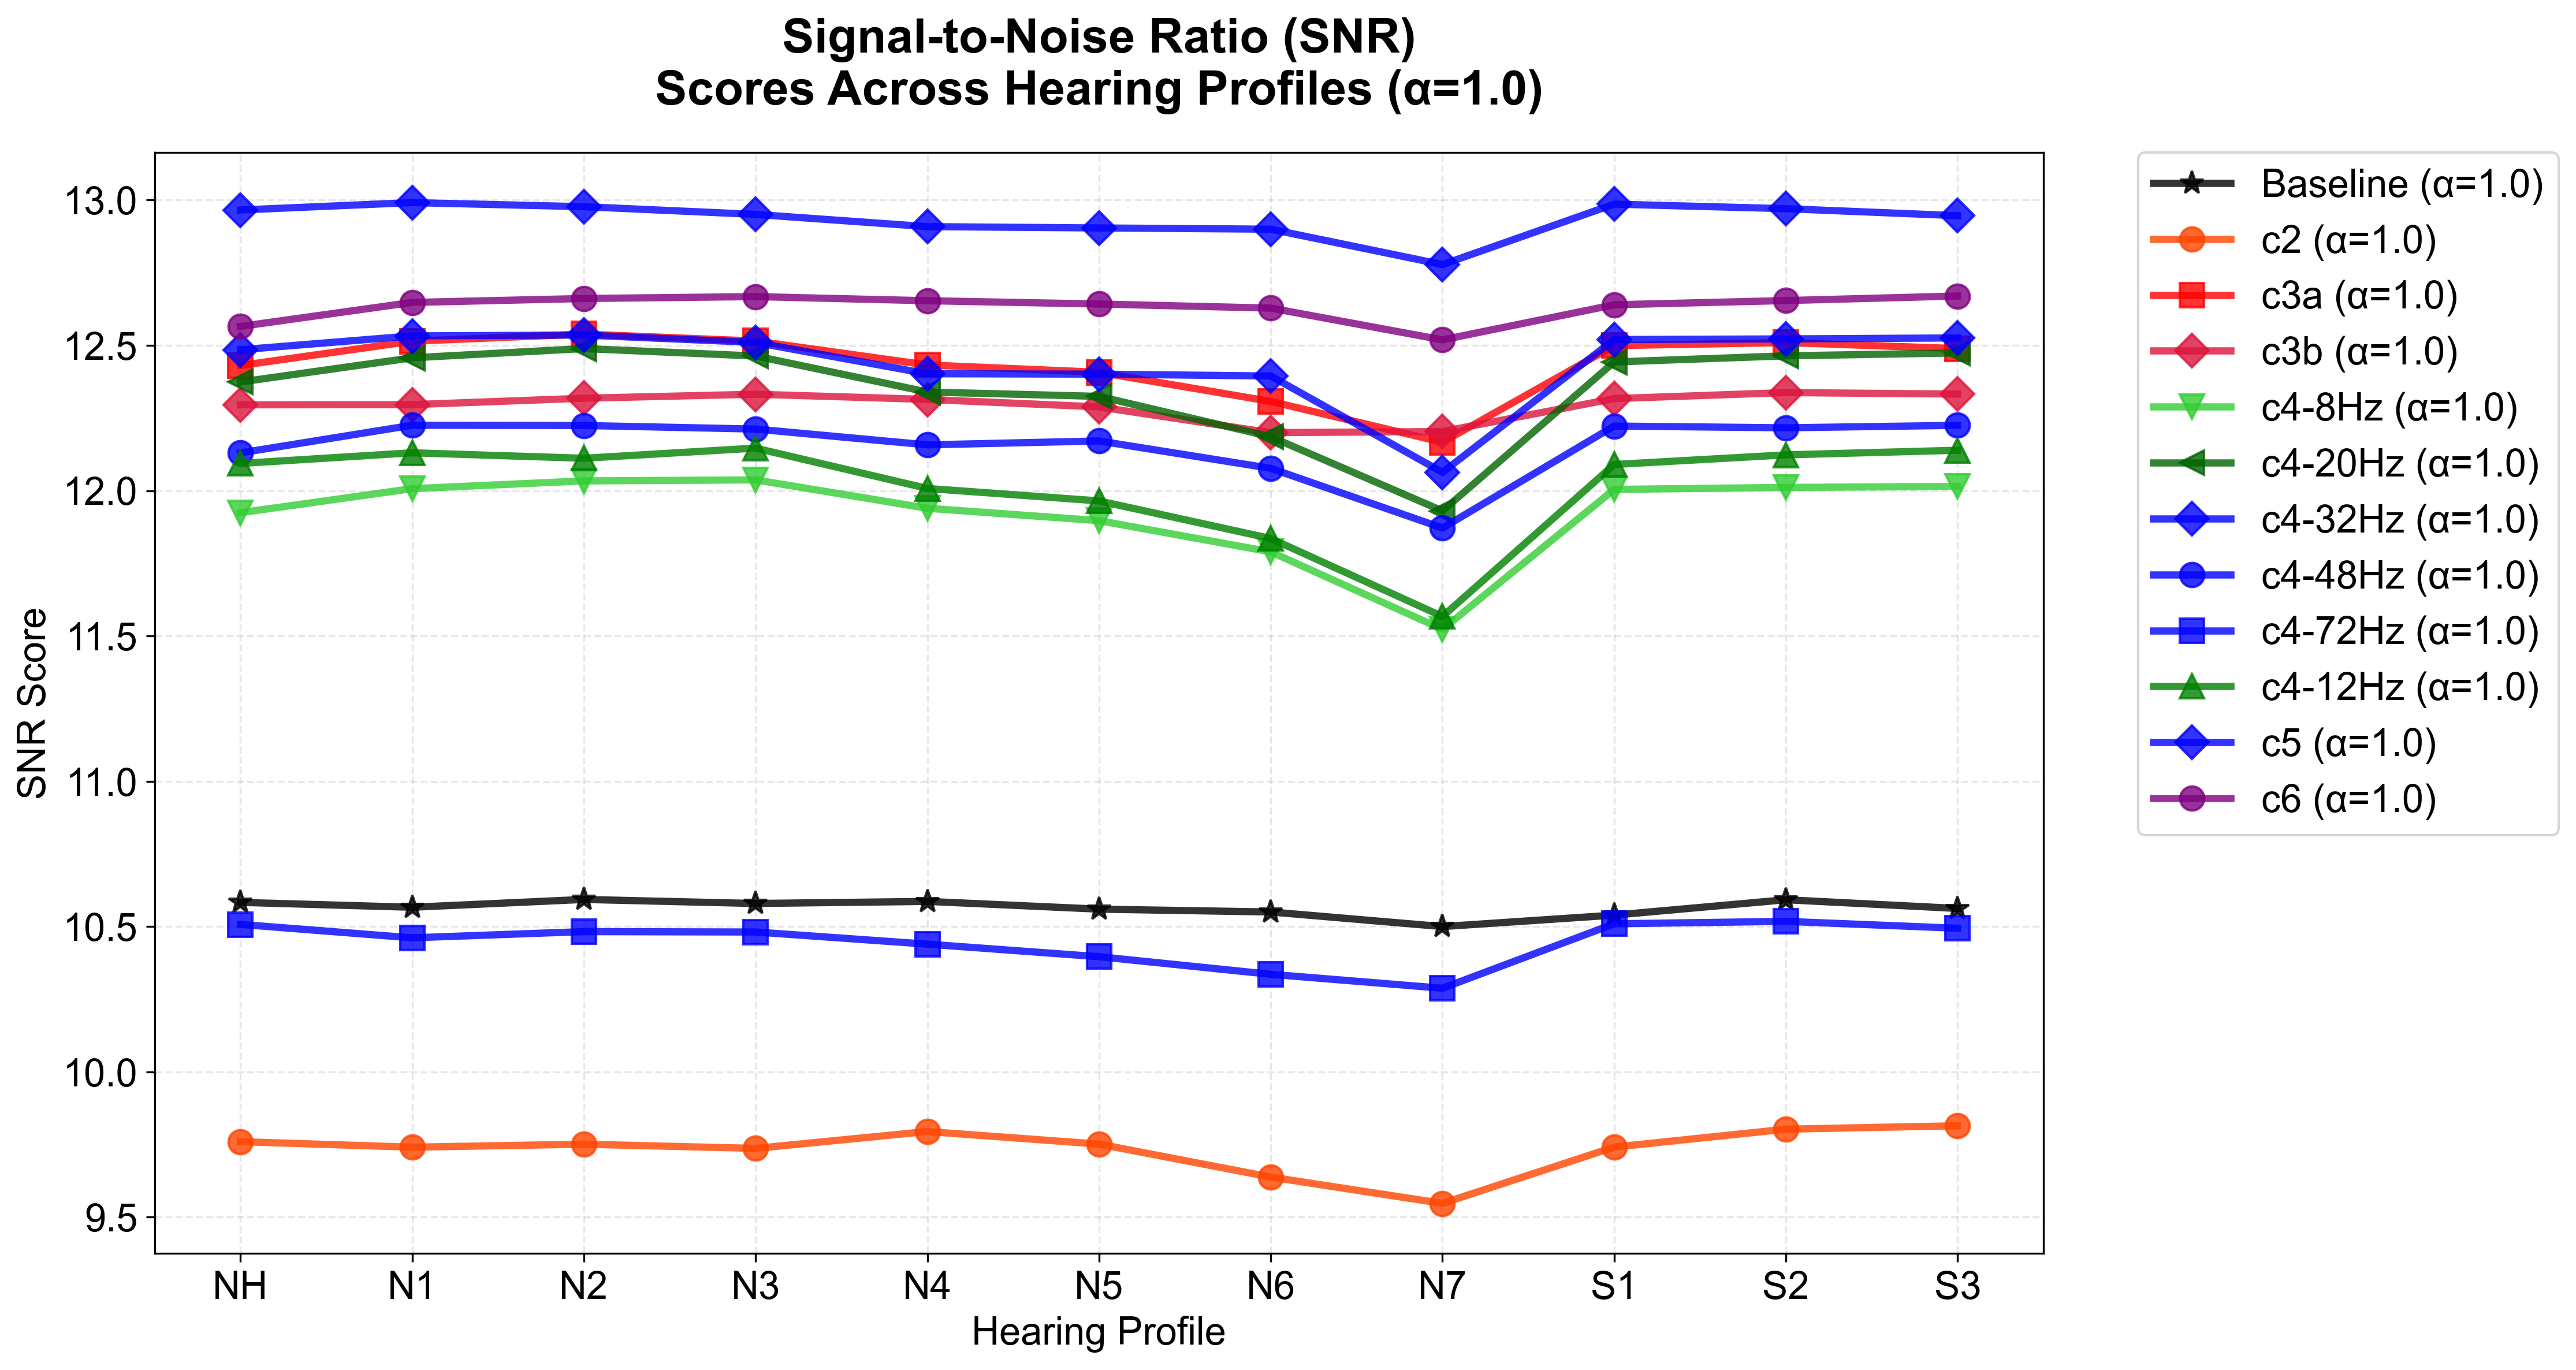 Signal-to-Noise Ratio (SNR)
Scores Across Hearing Profiles (α=1.0)
SNR Score
13.0
12.5
12.0
11.5
11.0
10.5
10.0
9.5
NH N1 N2 N3 N4 N5 N6 N7 S1 S2 S3
Hearing Profile
Baseline (α=1.0)
c2 (α=1.0)
c3a (α=1.0)
c3b (α=1.0)
c4-8Hz (α=1.0)
c4-20Hz (α=1.0)
c4-32Hz (α=1.0)
c4-48Hz (α=1.0)
c4-72Hz (α=1.0)
c4-12Hz (α=1.0)
c5 (α=1.0)
c6 (α=1.0)